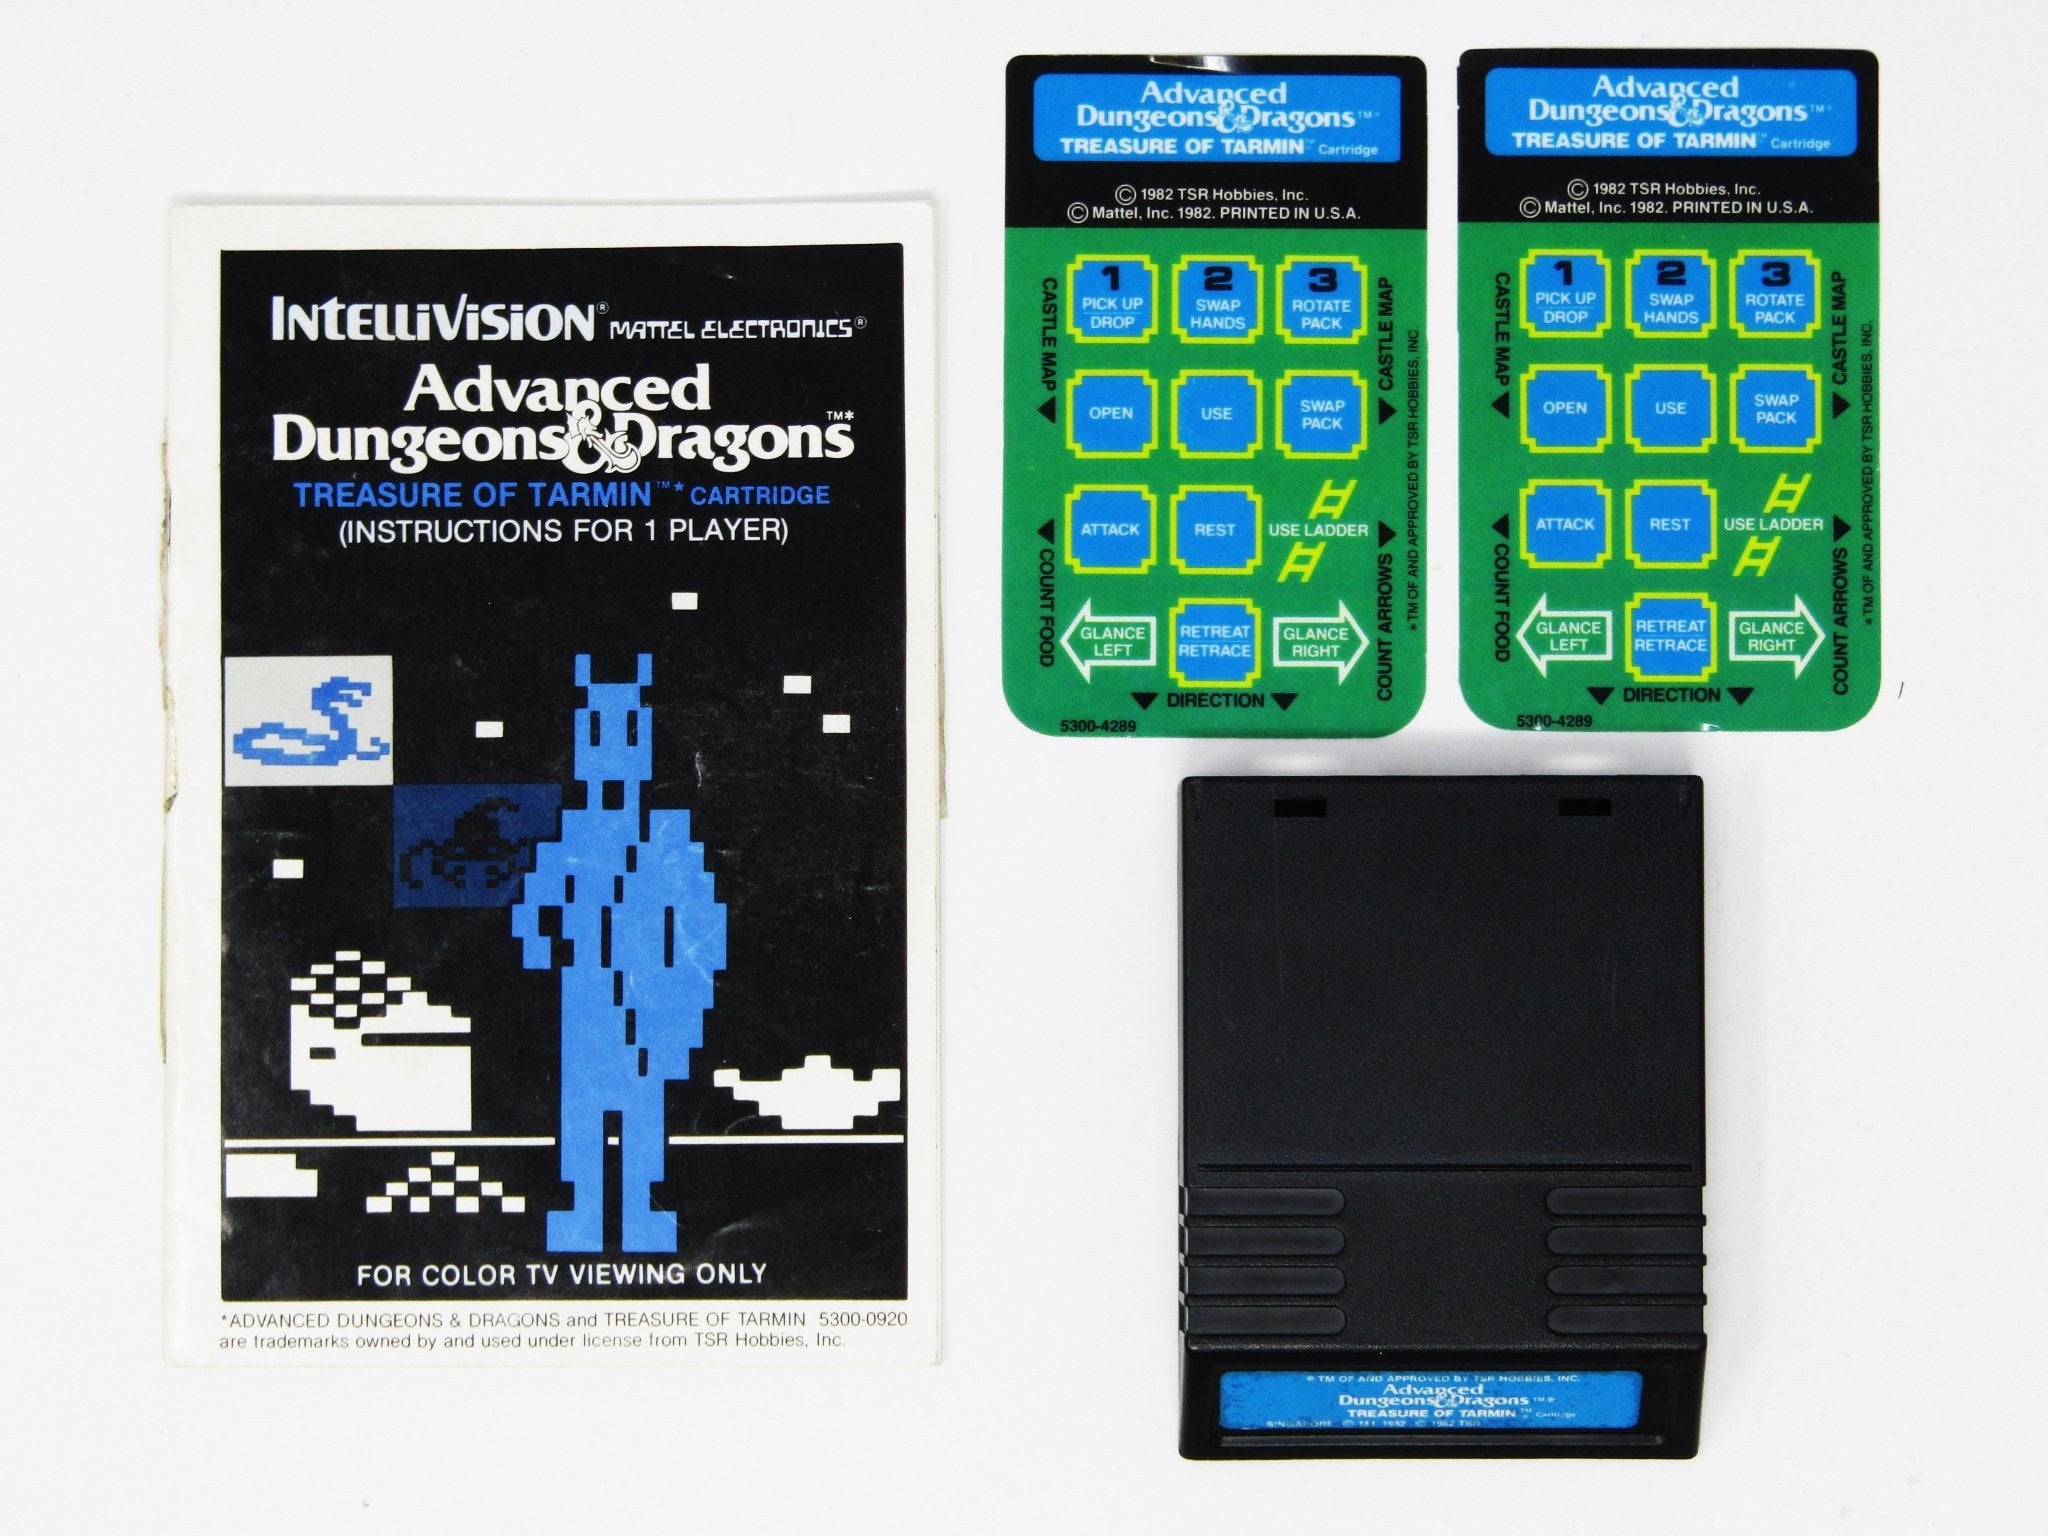 INTELLIVISION® MATTEL ELECTRONICS®
Advanced
Dungeons & Dragons™*
TREASURE OF TARMIN™* CARTRIDGE
(INSTRUCTIONS FOR 1 PLAYER)
FOR COLOR TV VIEWING ONLY
*ADVANCED DUNGEONS & DRAGONS and TREASURE OF TARMIN 5300-0920
are trademarks owned by and used under license from TSR Hobbies, Inc.
Advanced
Dungeons & Dragons™*
TREASURE OF TARMIN™ Cartridge
© 1982 TSR Hobbies, Inc.
© Mattel, Inc. 1982. PRINTED IN U.S.A.
1 2 3
PICK UP SWAP ROTATE
DROP HANDS PACK
OPEN USE SWAP
PACK
ATTACK REST USE LADDER
GLANCE RETREAT GLANCE
LEFT RETRACE RIGHT
DIRECTION
5300-4289
CASTLE MAP
COUNT FOOD
CASTLE MAP
COUNT ARROWS
*TM OF AND APPROVED BY TSR HOBBIES, INC.
Advanced
Dungeons & Dragons™*
TREASURE OF TARMIN™ Cartridge
© 1982 TSR Hobbies, Inc.
© Mattel, Inc. 1982. PRINTED IN U.S.A.
1 2 3
PICK UP SWAP ROTATE
DROP HANDS PACK
OPEN USE SWAP
PACK
ATTACK REST USE LADDER
GLANCE RETREAT GLANCE
LEFT RETRACE RIGHT
DIRECTION
5300-4289
CASTLE MAP
COUNT FOOD
CASTLE MAP
COUNT ARROWS
*TM OF AND APPROVED BY TSR HOBBIES, INC.
* TM OF AND APPROVED BY TSR HOBBIES, INC.
Advanced
Dungeons & Dragons™*
TREASURE OF TARMIN™ Cartridge
SINGAPORE © M.I. 1982 © 1982 TSR